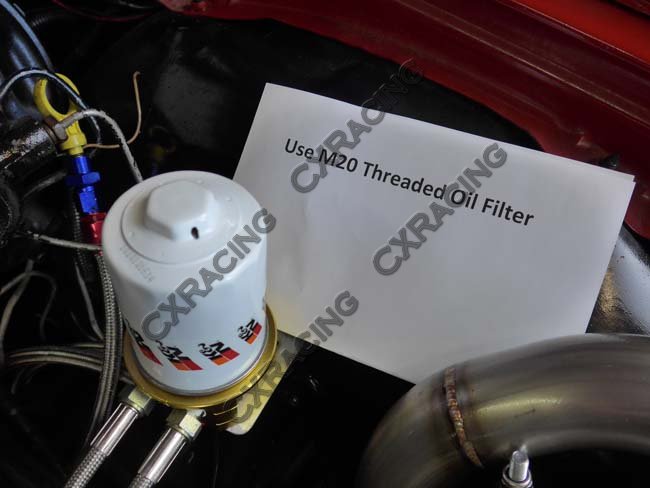 Use M20 Threaded Oil Filter
CXRACING
CXRACING
CXRACING
CXRACING
CXRACING
K&N
K&N
K&N